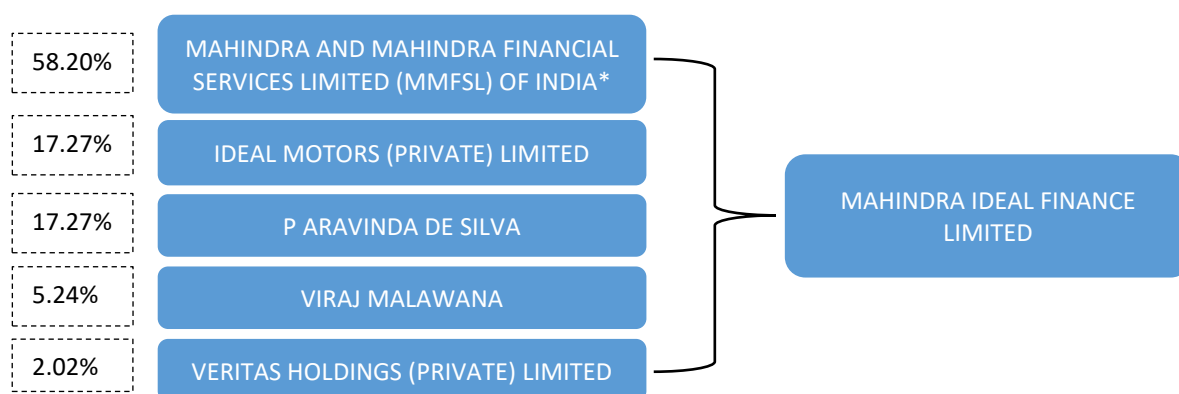 58.20%
MAHINDRA AND MAHINDRA FINANCIAL
SERVICES LIMITED (MMFSL) OF INDIA*
17.27%
IDEAL MOTORS (PRIVATE) LIMITED
17.27%
P ARAVINDA DE SILVA
5.24%
VIRAJ MALAWANA
2.02%
VERITAS HOLDINGS (PRIVATE) LIMITED
MAHINDRA IDEAL FINANCE
LIMITED